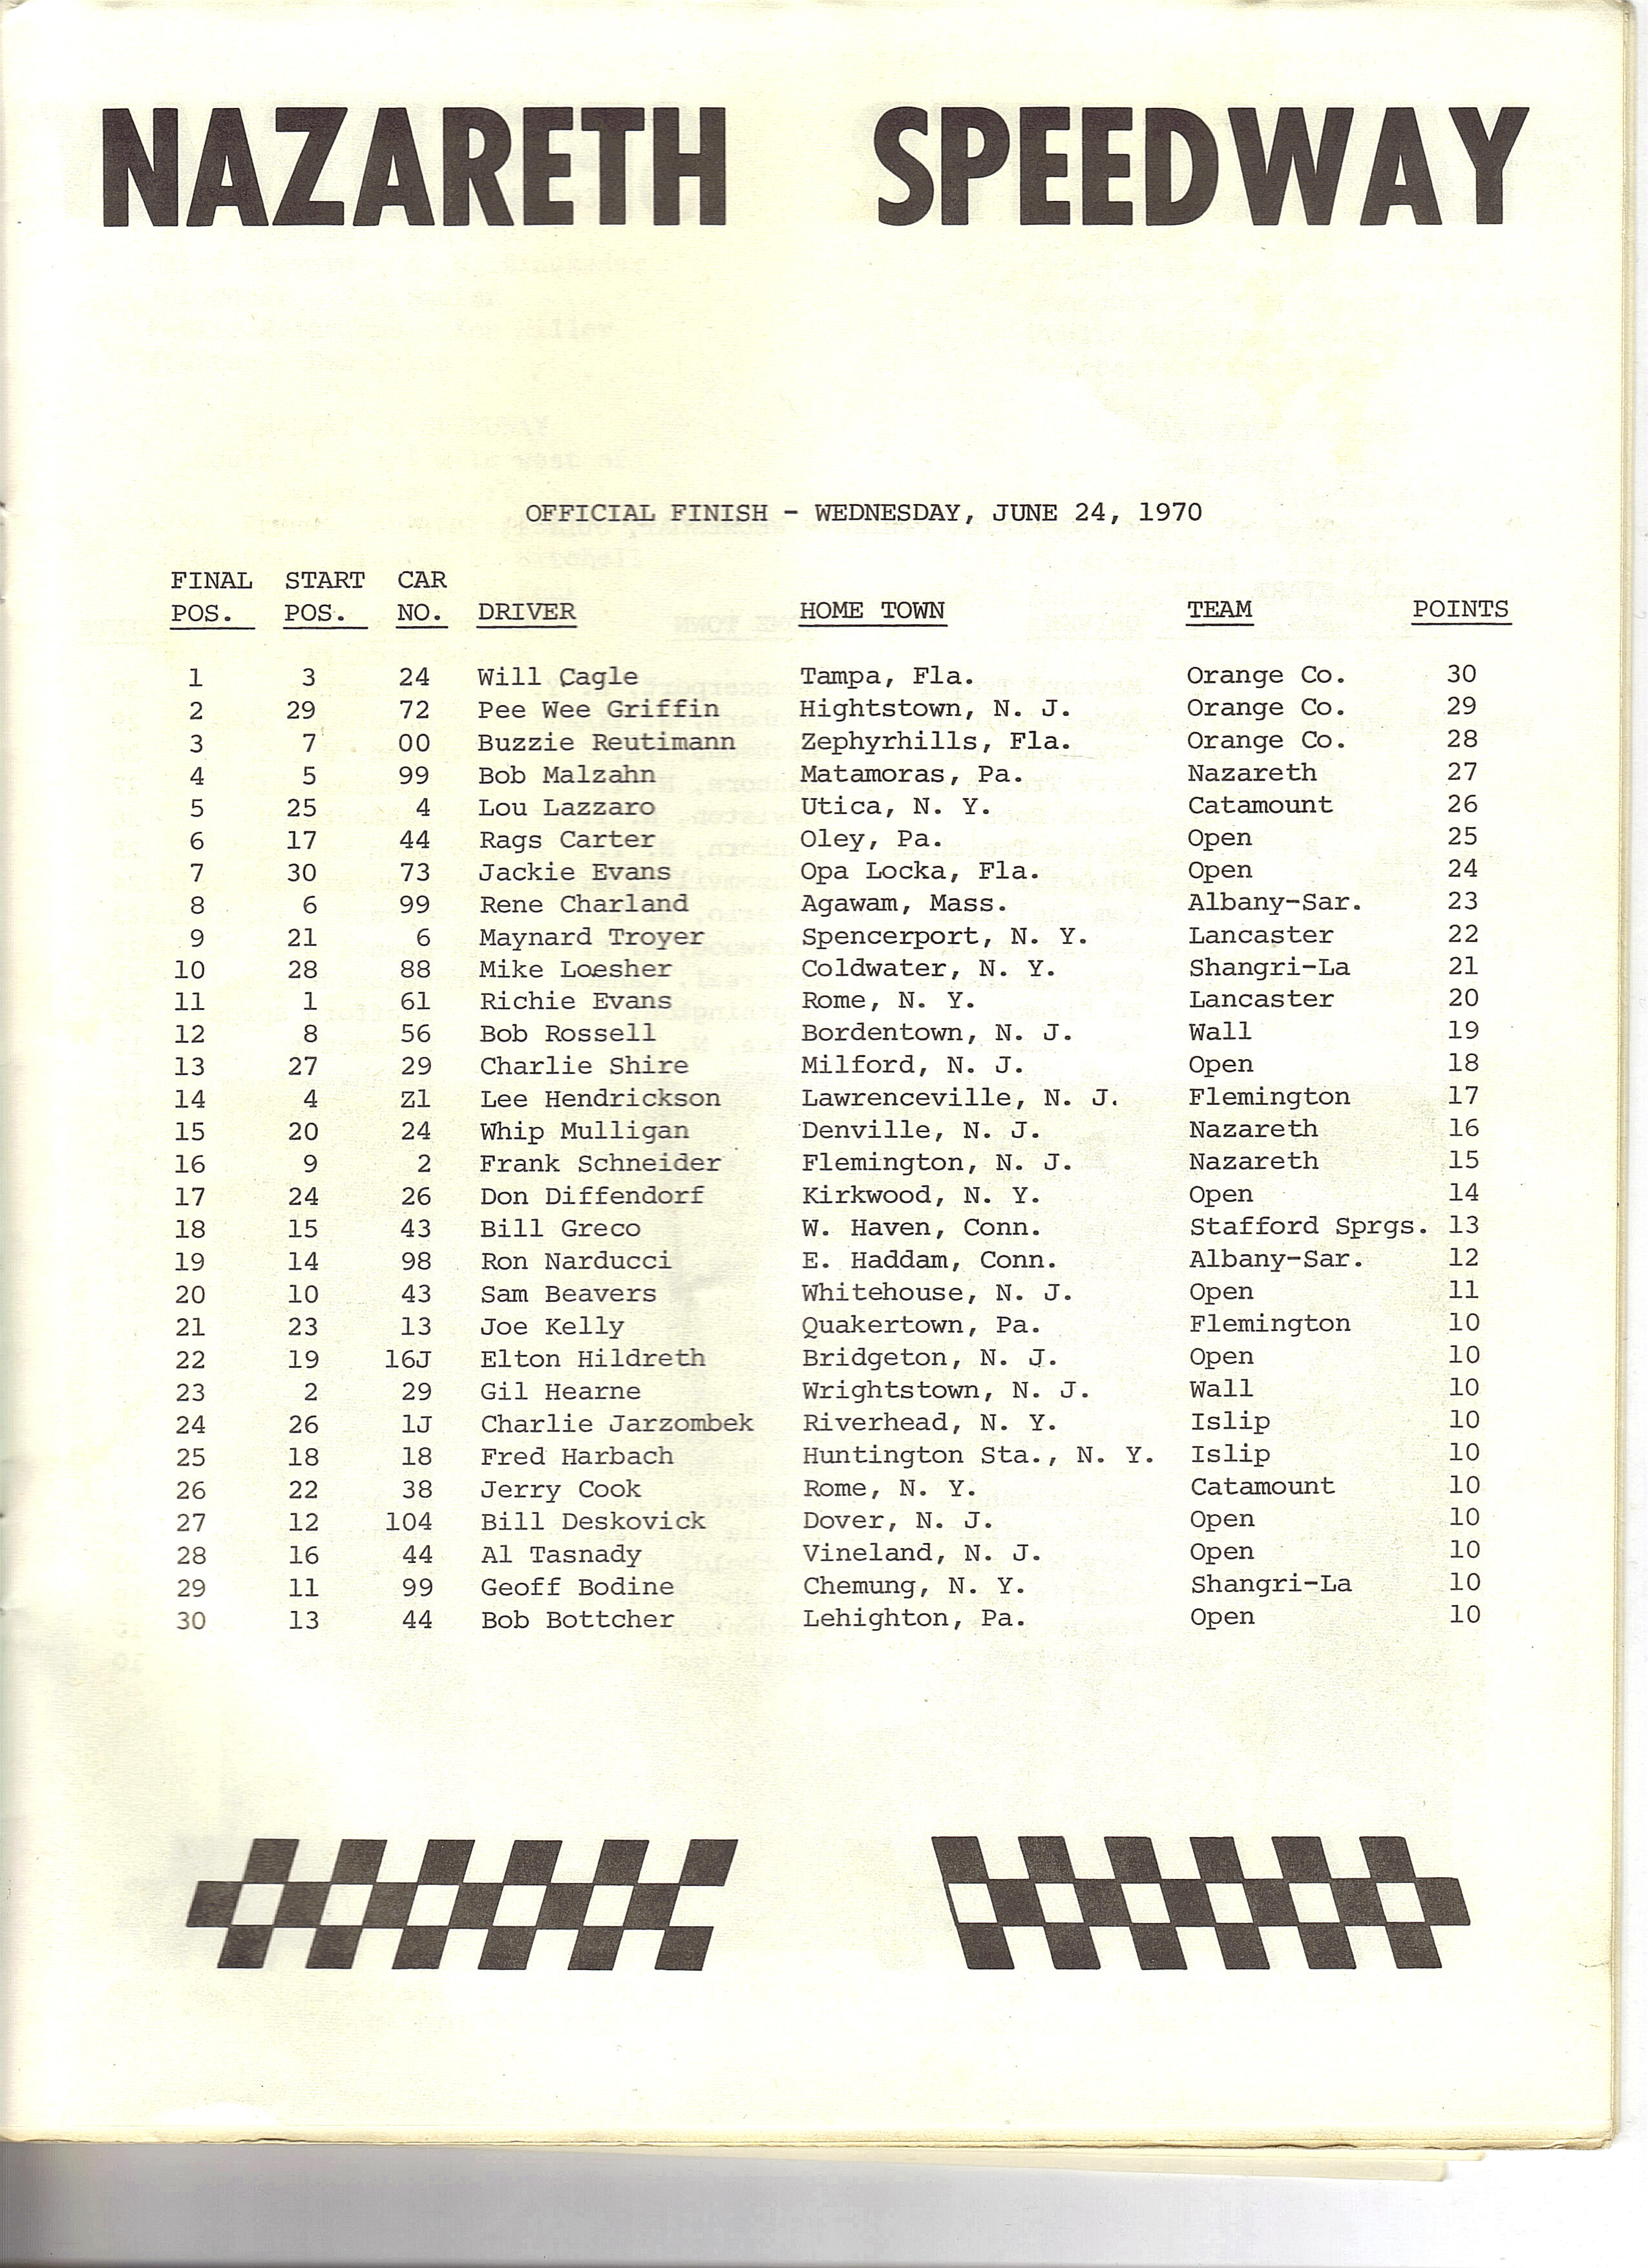 NAZARETH SPEEDWAY
OFFICIAL FINISH - WEDNESDAY, JUNE 24, 1970
FINAL START CAR
POS. POS. NO. DRIVER HOME TOWN TEAM POINTS
1 3 24 Will Cagle Tampa, Fla. Orange Co. 30
2 29 72 Pee Wee Griffin Hightstown, N. J. Orange Co. 29
3 7 00 Buzzie Reutimann Zephyrhills, Fla. Orange Co. 28
4 5 99 Bob Malzahn Matamoras, Pa. Nazareth 27
5 25 4 Lou Lazzaro Utica, N. Y. Catamount 26
6 17 44 Rags Carter Oley, Pa. Open 25
7 30 73 Jackie Evans Opa Locka, Fla. Open 24
8 6 99 Rene Charland Agawam, Mass. Albany-Sar. 23
9 21 6 Maynard Troyer Spencerport, N. Y. Lancaster 22
10 28 88 Mike Loesher Coldwater, N. Y. Shangri-La 21
11 1 61 Richie Evans Rome, N. Y. Lancaster 20
12 8 56 Bob Rossell Bordentown, N. J. Wall 19
13 27 29 Charlie Shire Milford, N. J. Open 18
14 4 Z1 Lee Hendrickson Lawrenceville, N. J. Flemington 17
15 20 24 Whip Mulligan Denville, N. J. Nazareth 16
16 9 2 Frank Schneider Flemington, N. J. Nazareth 15
17 24 26 Don Diffendorf Kirkwood, N. Y. Open 14
18 15 43 Bill Greco W. Haven, Conn. Stafford Sprgs. 13
19 14 98 Ron Narducci E. Haddam, Conn. Albany-Sar. 12
20 10 43 Sam Beavers Whitehouse, N. J. Open 11
21 23 13 Joe Kelly Quakertown, Pa. Flemington 10
22 19 16J Elton Hildreth Bridgeton, N. J. Open 10
23 2 29 Gil Hearne Wrightstown, N. J. Wall 10
24 26 1J Charlie Jarzombek Riverhead, N. Y. Islip 10
25 18 18 Fred Harbach Huntington Sta., N. Y. Islip 10
26 22 38 Jerry Cook Rome, N. Y. Catamount 10
27 12 104 Bill Deskovick Dover, N. J. Open 10
28 16 44 Al Tasnady Vineland, N. J. Open 10
29 11 99 Geoff Bodine Chemung, N. Y. Shangri-La 10
30 13 44 Bob Bottcher Lehighton, Pa. Open 10